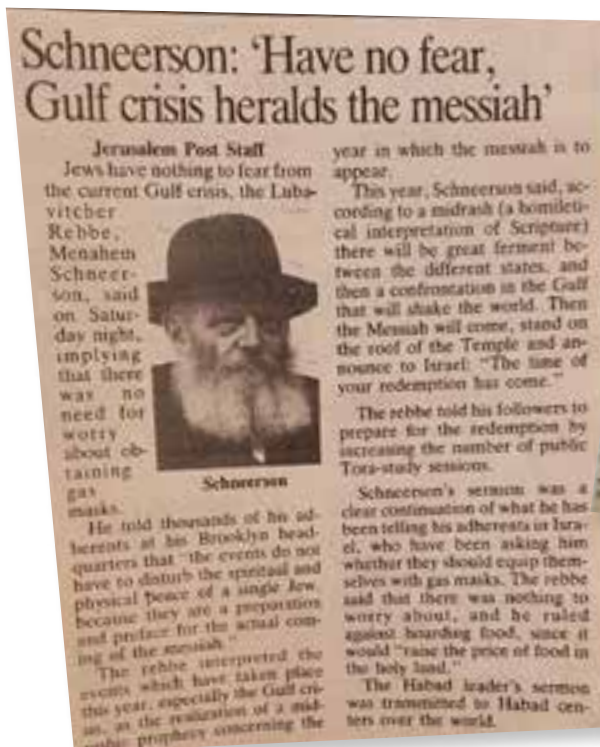 Schneerson: ‘Have no fear,
Gulf crisis heralds the messiah’
Jerusalem Post Staff
Jews have nothing to fear from
the current Gulf crisis, the Luba-
vitcher
Rebbe,
Menahem
Schneer-
son, said
on Satur-
day night,
implying
that there
was no
need for
worry
about ob-
taining
gas
masks.
Schneerson
He told thousands of his ad-
herents at his Brooklyn head-
quarters that "the events do not
have to disturb the spiritual and
physical peace of a single Jew
because they are a preparation
and preface for the actual com-
ing of the messiah."
The rebbe interpreted the
events which have taken place
this year, especially the Gulf cri-
sis, as the realization of a mid-
prophecy concerning the
year in which the messiah is to
appear.
This year, Schneerson said, ac-
cording to a midrash (a homileti-
cal interpretation of Scripture)
there will be great ferment be-
tween the different states, and
then a confrontation in the Gulf
that will shake the world. Then
the Messiah will come, stand on
the roof of the Temple and an-
nounce to Israel: "The time of
your redemption has come."
The rebbe told his followers to
prepare for the redemption by
increasing the number of public
Tora-study sessions.
Schneerson's sermon was a
clear continuation of what he has
been telling his adherents in Isra-
el, who have been asking him
whether they should equip them-
selves with gas masks. The rebbe
said that there was nothing to
worry about, and he ruled
against hoarding food, since it
would "raise the price of food in
the holy land."
The Habad leader's sermon
was transmitted to Habad cen-
ters over the world.